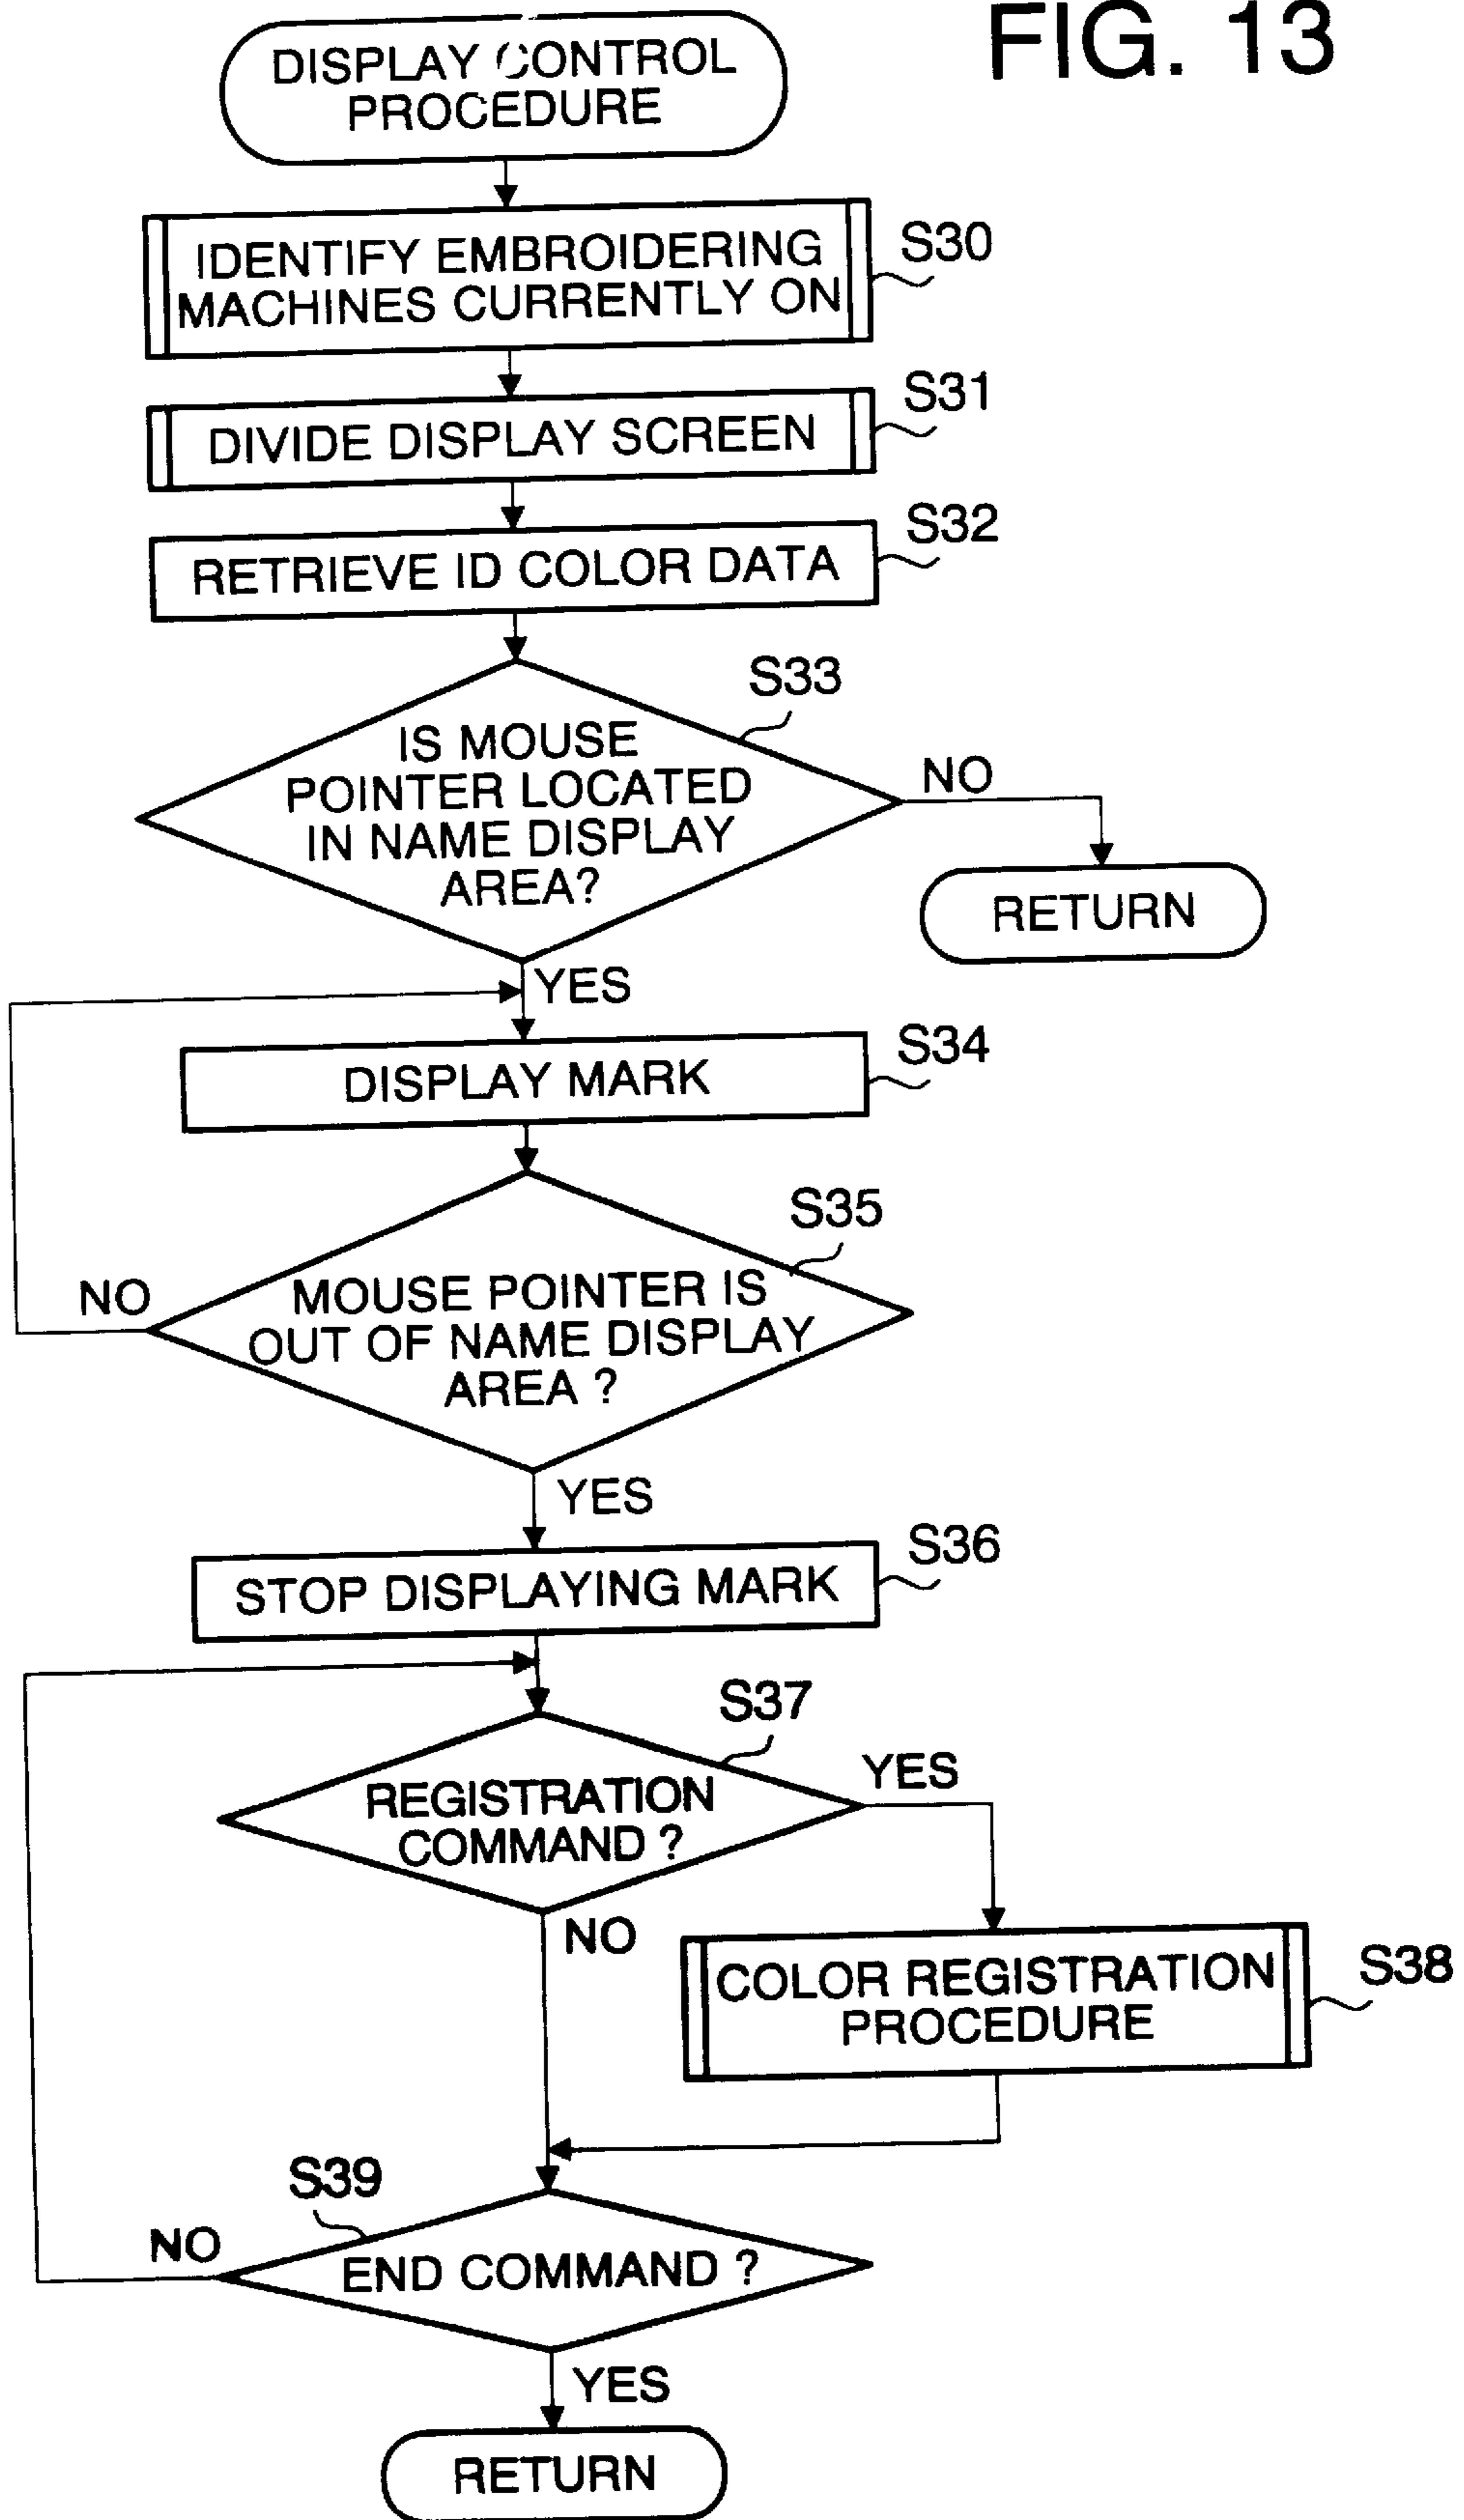 FIG. 13
DISPLAY CONTROL
PROCEDURE
IDENTIFY EMBROIDERING
MACHINES CURRENTLY ON
S30
DIVIDE DISPLAY SCREEN
S31
RETRIEVE ID COLOR DATA
S32
S33
IS MOUSE
POINTER LOCATED
IN NAME DISPLAY
AREA?
NO
RETURN
YES
DISPLAY MARK
S34
S35
MOUSE POINTER IS
OUT OF NAME DISPLAY
AREA ?
NO
YES
STOP DISPLAYING MARK
S36
S37
REGISTRATION
COMMAND ?
YES
NO
COLOR REGISTRATION
PROCEDURE
S38
S39
END COMMAND ?
NO
YES
RETURN